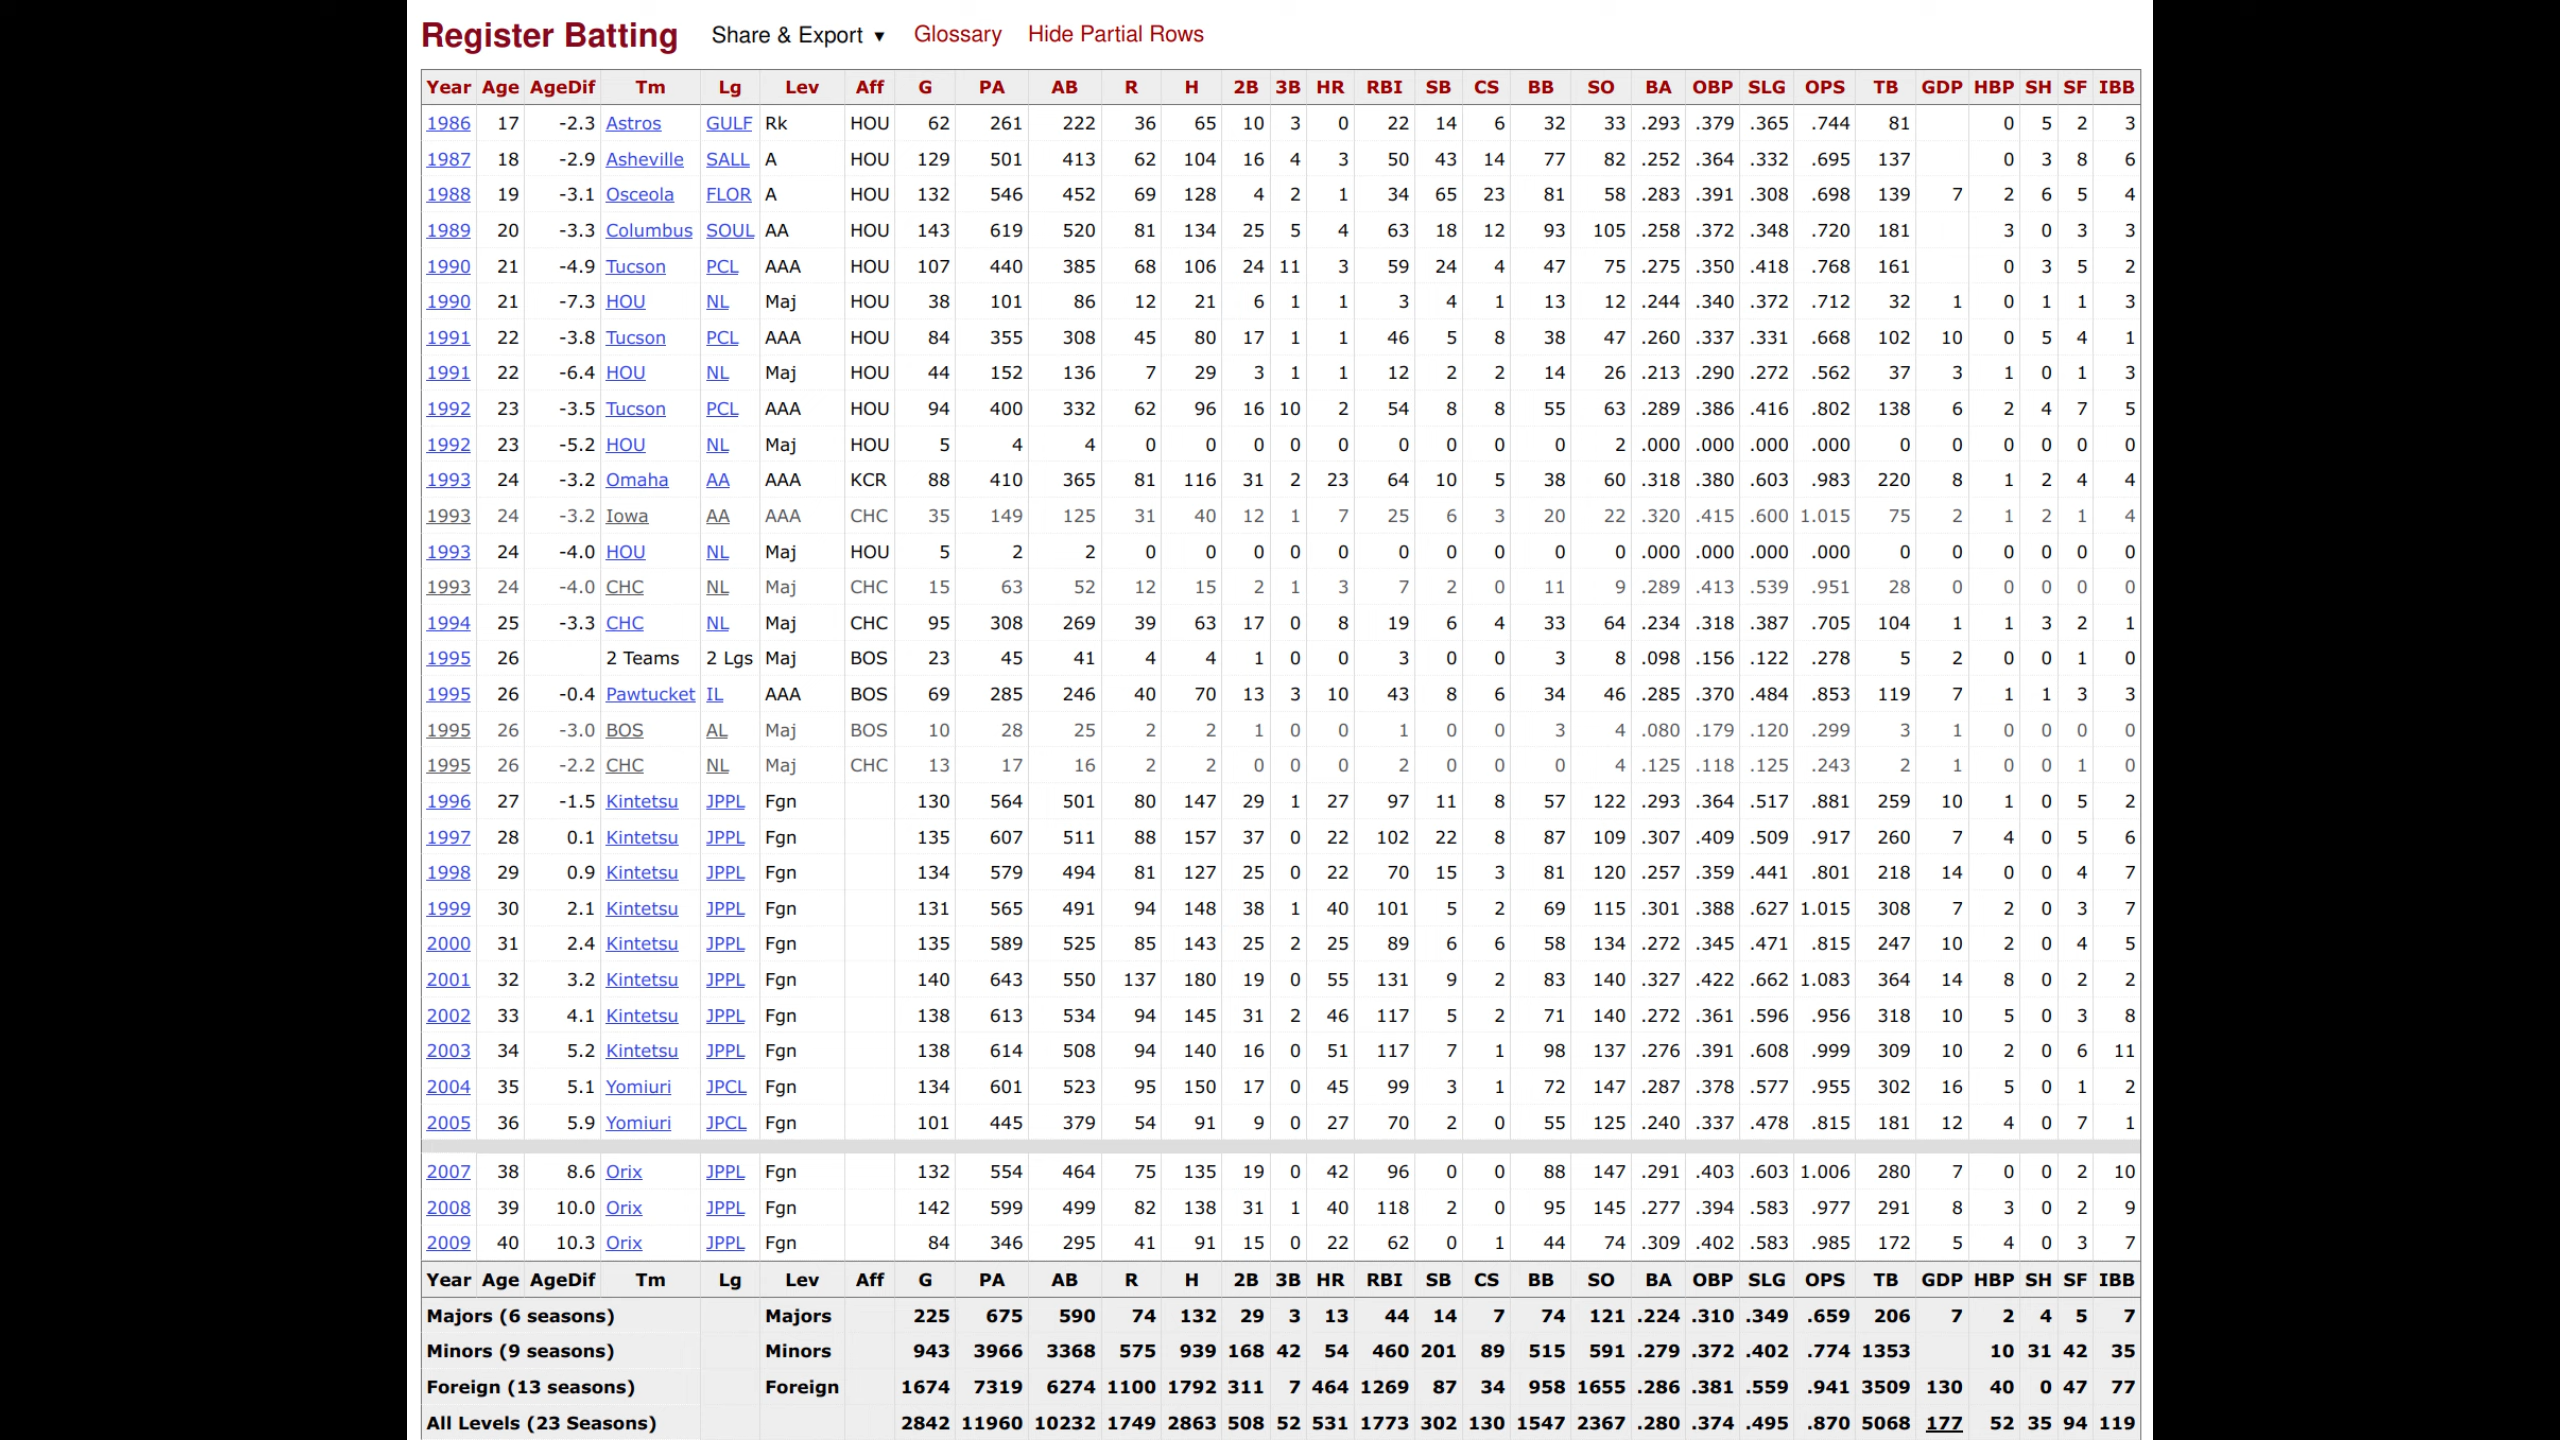 Register Batting Share & Export ▼ Glossary Hide Partial Rows
Year Age AgeDif Tm Lg Lev Aff G PA AB R H 2B 3B HR RBI SB CS BB SO BA OBP SLG OPS TB GDP HBP SH SF IBB
1986 17 -2.3 Astros GULF Rk HOU 62 261 222 36 65 10 3 0 22 14 6 32 33 .293 .379 .365 .744 81 0 5 2 3
1987 18 -2.9 Asheville SALL A HOU 129 501 413 62 104 16 4 3 50 43 14 77 82 .252 .364 .332 .695 137 0 3 8 6
1988 19 -3.1 Osceola FLOR A HOU 132 546 452 69 128 4 2 1 34 65 23 81 58 .283 .391 .308 .698 139 7 2 6 5 4
1989 20 -3.3 Columbus SOUL AA HOU 143 619 520 81 134 25 5 4 63 18 12 93 105 .258 .372 .348 .720 181 3 0 3 3
1990 21 -4.9 Tucson PCL AAA HOU 107 440 385 68 106 24 11 3 59 24 4 47 75 .275 .350 .418 .768 161 0 3 5 2
1990 21 -7.3 HOU NL Maj HOU 38 101 86 12 21 6 1 1 3 4 1 13 12 .244 .340 .372 .712 32 1 0 1 1 3
1991 22 -3.8 Tucson PCL AAA HOU 84 355 308 45 80 17 1 1 46 5 8 38 47 .260 .337 .331 .668 102 10 0 5 4 1
1991 22 -6.4 HOU NL Maj HOU 44 152 136 7 29 3 1 1 12 2 2 14 26 .213 .290 .272 .562 37 3 1 0 1 3
1992 23 -3.5 Tucson PCL AAA HOU 94 400 332 62 96 16 10 2 54 8 8 55 63 .289 .386 .416 .802 138 6 2 4 7 5
1992 23 -5.2 HOU NL Maj HOU 5 4 4 0 0 0 0 0 0 0 0 0 2 .000 .000 .000 .000 0 0 0 0 0 0
1993 24 -3.2 Omaha AA AAA KCR 88 410 365 81 116 31 2 23 64 10 5 38 60 .318 .380 .603 .983 220 8 1 2 4 4
1993 24 -3.2 Iowa AA AAA CHC 35 149 125 31 40 12 1 7 25 6 3 20 22 .320 .415 .600 1.015 75 2 1 2 1 4
1993 24 -4.0 HOU NL Maj HOU 5 2 2 0 0 0 0 0 0 0 0 0 0 .000 .000 .000 .000 0 0 0 0 0 0
1993 24 -4.0 CHC NL Maj CHC 15 63 52 12 15 2 1 3 7 2 0 11 9 .289 .413 .539 .951 28 0 0 0 0 0
1994 25 -3.3 CHC NL Maj CHC 95 308 269 39 63 17 0 8 19 6 4 33 64 .234 .318 .387 .705 104 1 1 3 2 1
1995 26 2 Teams 2 Lgs Maj BOS 23 45 41 4 4 1 0 0 3 0 0 3 8 .098 .156 .122 .278 5 2 0 0 1 0
1995 26 -0.4 Pawtucket IL AAA BOS 69 285 246 40 70 13 3 10 43 8 6 34 46 .285 .370 .484 .853 119 7 1 1 3 3
1995 26 -3.0 BOS AL Maj BOS 10 28 25 2 2 1 0 0 1 0 0 3 4 .080 .179 .120 .299 3 1 0 0 0 0
1995 26 -2.2 CHC NL Maj CHC 13 17 16 2 2 0 0 0 2 0 0 0 4 .125 .118 .125 .243 2 1 0 0 1 0
1996 27 -1.5 Kintetsu JPPL Fgn 130 564 501 80 147 29 1 27 97 11 8 57 122 .293 .364 .517 .881 259 10 1 0 5 2
1997 28 0.1 Kintetsu JPPL Fgn 135 607 511 88 157 37 0 22 102 22 8 87 109 .307 .409 .509 .917 260 7 4 0 5 6
1998 29 0.9 Kintetsu JPPL Fgn 134 579 494 81 127 25 0 22 70 15 3 81 120 .257 .359 .441 .801 218 14 0 0 4 7
1999 30 2.1 Kintetsu JPPL Fgn 131 565 491 94 148 38 1 40 101 5 2 69 115 .301 .388 .627 1.015 308 7 2 0 3 7
2000 31 2.4 Kintetsu JPPL Fgn 135 589 525 85 143 25 2 25 89 6 6 58 134 .272 .345 .471 .815 247 10 2 0 4 5
2001 32 3.2 Kintetsu JPPL Fgn 140 643 550 137 180 19 0 55 131 9 2 83 140 .327 .422 .662 1.083 364 14 8 0 2 2
2002 33 4.1 Kintetsu JPPL Fgn 138 613 534 94 145 31 2 46 117 5 2 71 140 .272 .361 .596 .956 318 10 5 0 3 8
2003 34 5.2 Kintetsu JPPL Fgn 138 614 508 94 140 16 0 51 117 7 1 98 137 .276 .391 .608 .999 309 10 2 0 6 11
2004 35 5.1 Yomiuri JPCL Fgn 134 601 523 95 150 17 0 45 99 3 1 72 147 .287 .378 .577 .955 302 16 5 0 1 2
2005 36 5.9 Yomiuri JPCL Fgn 101 445 379 54 91 9 0 27 70 2 0 55 125 .240 .337 .478 .815 181 12 4 0 7 1
2007 38 8.6 Orix JPPL Fgn 132 554 464 75 135 19 0 42 96 0 0 88 147 .291 .403 .603 1.006 280 7 0 0 2 10
2008 39 10.0 Orix JPPL Fgn 142 599 499 82 138 31 1 40 118 2 0 95 145 .277 .394 .583 .977 291 8 3 0 2 9
2009 40 10.3 Orix JPPL Fgn 84 346 295 41 91 15 0 22 62 0 1 44 74 .309 .402 .583 .985 172 5 4 0 3 7
Year Age AgeDif Tm Lg Lev Aff G PA AB R H 2B 3B HR RBI SB CS BB SO BA OBP SLG OPS TB GDP HBP SH SF IBB
Majors (6 seasons) Majors 225 675 590 74 132 29 3 13 44 14 7 74 121 .224 .310 .349 .659 206 7 2 4 5 7
Minors (9 seasons) Minors 943 3966 3368 575 939 168 42 54 460 201 89 515 591 .279 .372 .402 .774 1353 10 31 42 35
Foreign (13 seasons) Foreign 1674 7319 6274 1100 1792 311 7 464 1269 87 34 958 1655 .286 .381 .559 .941 3509 130 40 0 47 77
All Levels (23 Seasons) 2842 11960 10232 1749 2863 508 52 531 1773 302 130 1547 2367 .280 .374 .495 .870 5068 177 52 35 94 119